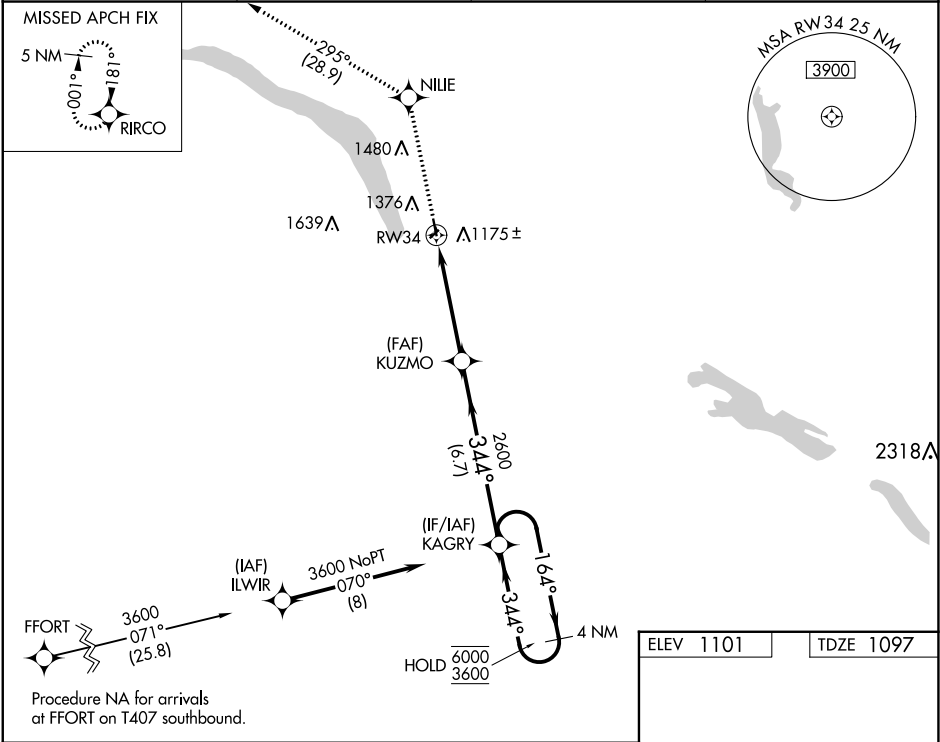 MISSED APCH FIX
5 NM
001°
181°
RIRCO
295°
(28.9)
NILIE
MSA RW34 25 NM
3900
1480
1376
1639
RW34
1175 ±
(FAF)
KUZMO
2600
344°
(6.7)
2318
(IF/IAF)
KAGRY
(IAF)
ILWIR
3600 NoPT
070°
(8)
164°
344°
4 NM
HOLD
6000
3600
FFORT
3600
071°
(25.8)
Procedure NA for arrivals
at FFORT on T407 southbound.
ELEV 1101
TDZE 1097